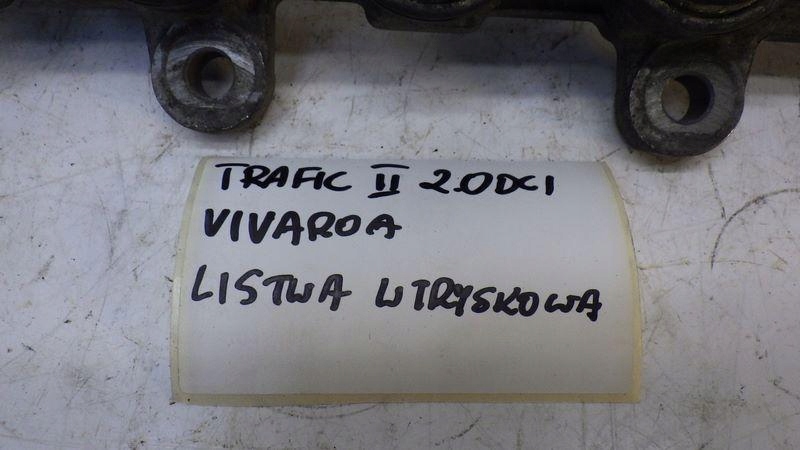 TRAFIC II 2.0DCI
VIVARO A
LISTWA WTRYSKOWA